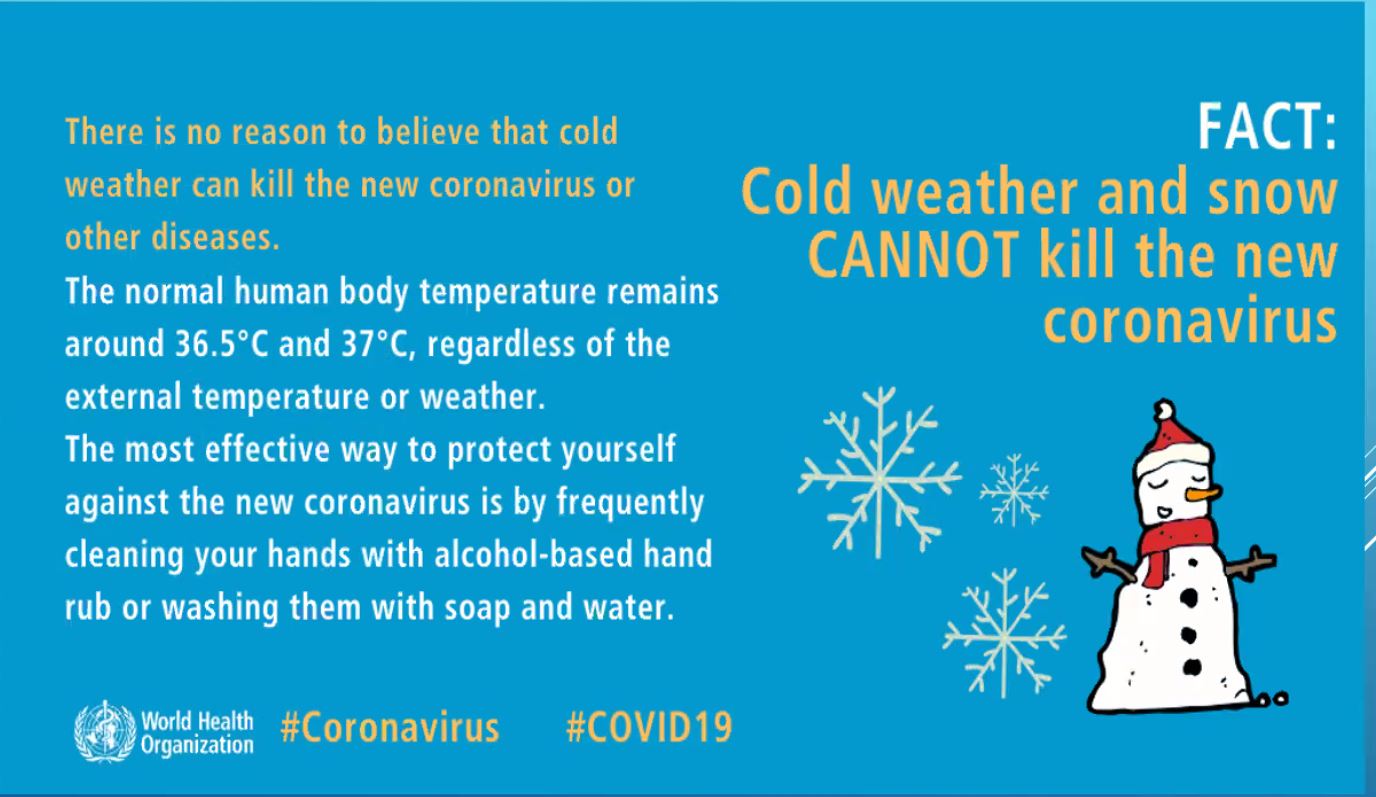 There is no reason to believe that cold
weather can kill the new coronavirus or
other diseases.
The normal human body temperature remains
around 36.5°C and 37°C, regardless of the
external temperature or weather.
The most effective way to protect yourself
against the new coronavirus is by frequently
cleaning your hands with alcohol-based hand
rub or washing them with soap and water.
FACT:
Cold weather and snow
CANNOT kill the new
coronavirus
World Health
Organization
#Coronavirus #COVID19